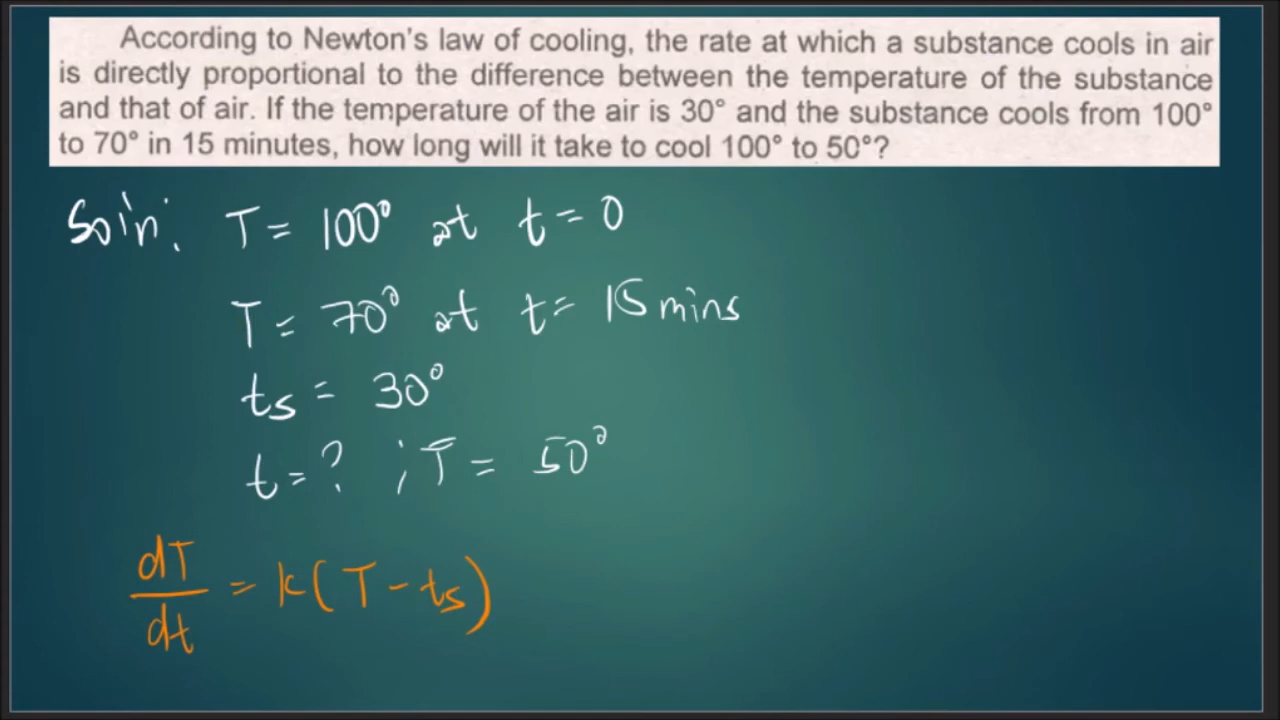 According to Newton's law of cooling, the rate at which a substance cools in air
is directly proportional to the difference between the temperature of the substance
and that of air. If the temperature of the air is 30° and the substance cools from 100°
to 70° in 15 minutes, how long will it take to cool 100° to 50°?
Sol'n: T = 100° at t = 0
T = 70° at t = 15 mins
ts = 30°
t = ? ; T = 50°
dT/dt = k(T - ts)